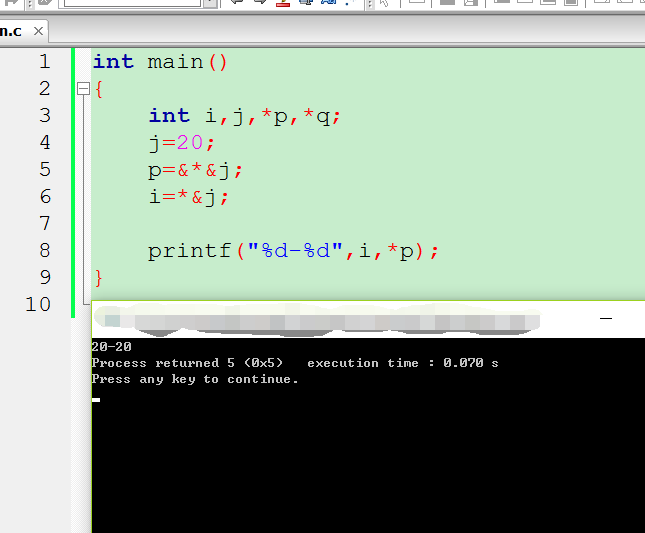 n.c
1 int main()
2 {
3 int i,j,*p,*q;
4 j=20;
5 p=&*&j;
6 i=*&j;
7
8 printf("%d-%d",i,*p);
9 }
10
20-20
Process returned 5 (0x5) execution time : 0.070 s
Press any key to continue.